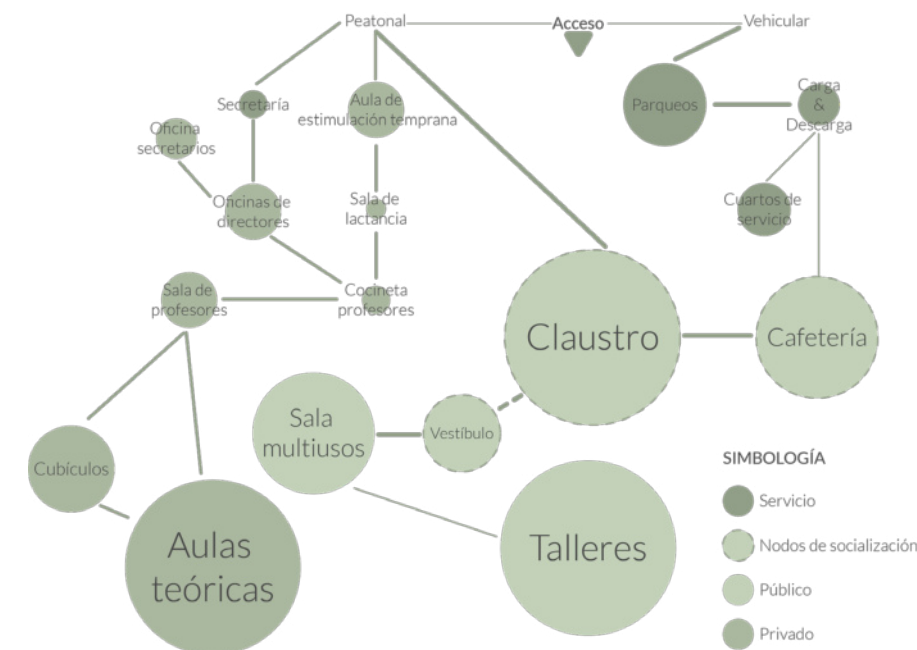 Peatonal
Acceso
Vehicular
Secretaría
Aula de
estimulación temprana
Parqueos
Carga
&
Descarga
Oficina
secretarios
Oficinas de
directores
Sala de
lactancia
Cuartos de
servicio
Sala de
profesores
Cocineta
profesores
Claustro
Cafetería
Sala
multiusos
Vestíbulo
Cubículos
Aulas
teóricas
Talleres
SIMBOLOGÍA
Servicio
Nodos de socialización
Público
Privado